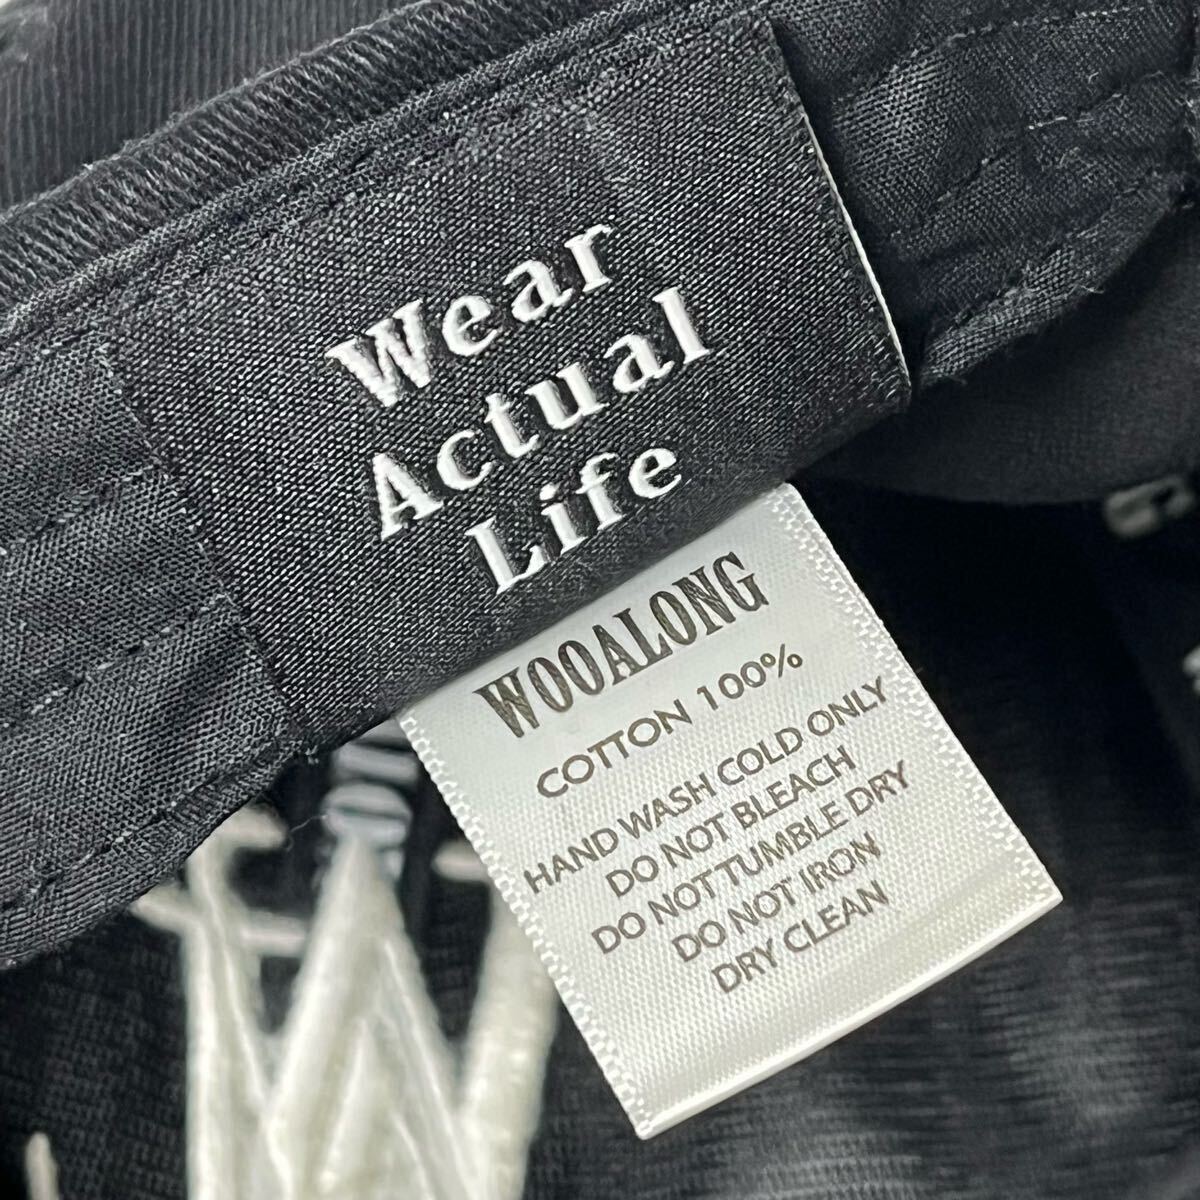 Wear
Actual
Life
WOOALONG
COTTON 100%
HAND WASH COLD ONLY
DO NOT BLEACH
DO NOT TUMBLE DRY
DO NOT IRON
DRY CLEAN